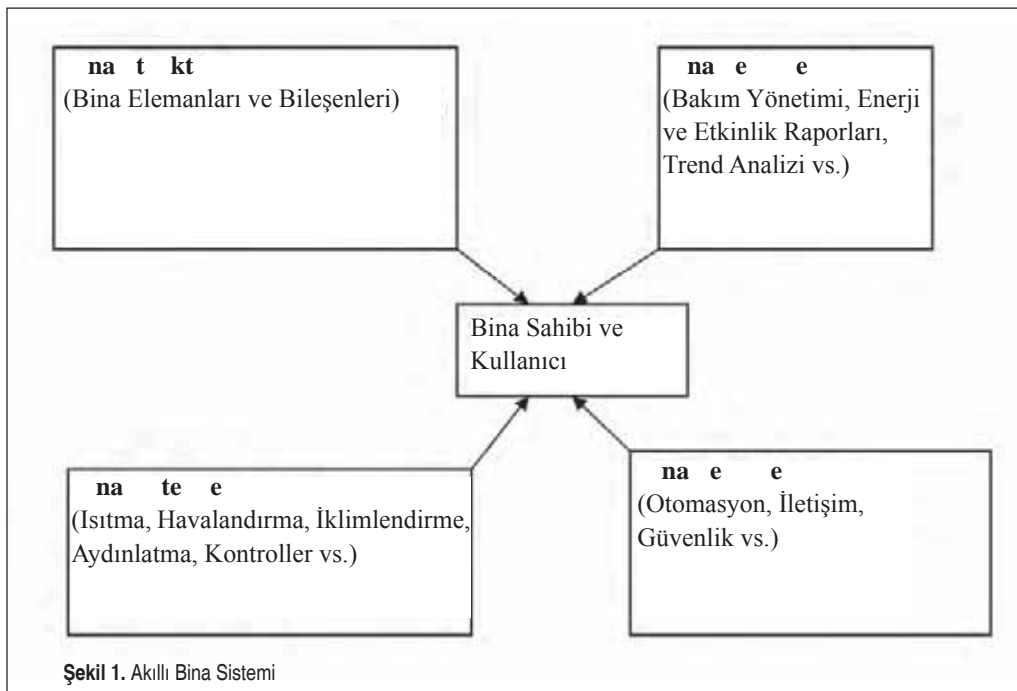 na t kt
(Bina Elemanları ve Bileşenleri)
na e e
(Bakım Yönetimi, Enerji
ve Etkinlik Raporları,
Trend Analizi vs.)
Bina Sahibi ve
Kullanıcı
na te e
(Isıtma, Havalandırma, İklimlendirme,
Aydınlatma, Kontroller vs.)
na e e
(Otomasyon, İletişim,
Güvenlik vs.)
Şekil 1. Akıllı Bina Sistemi